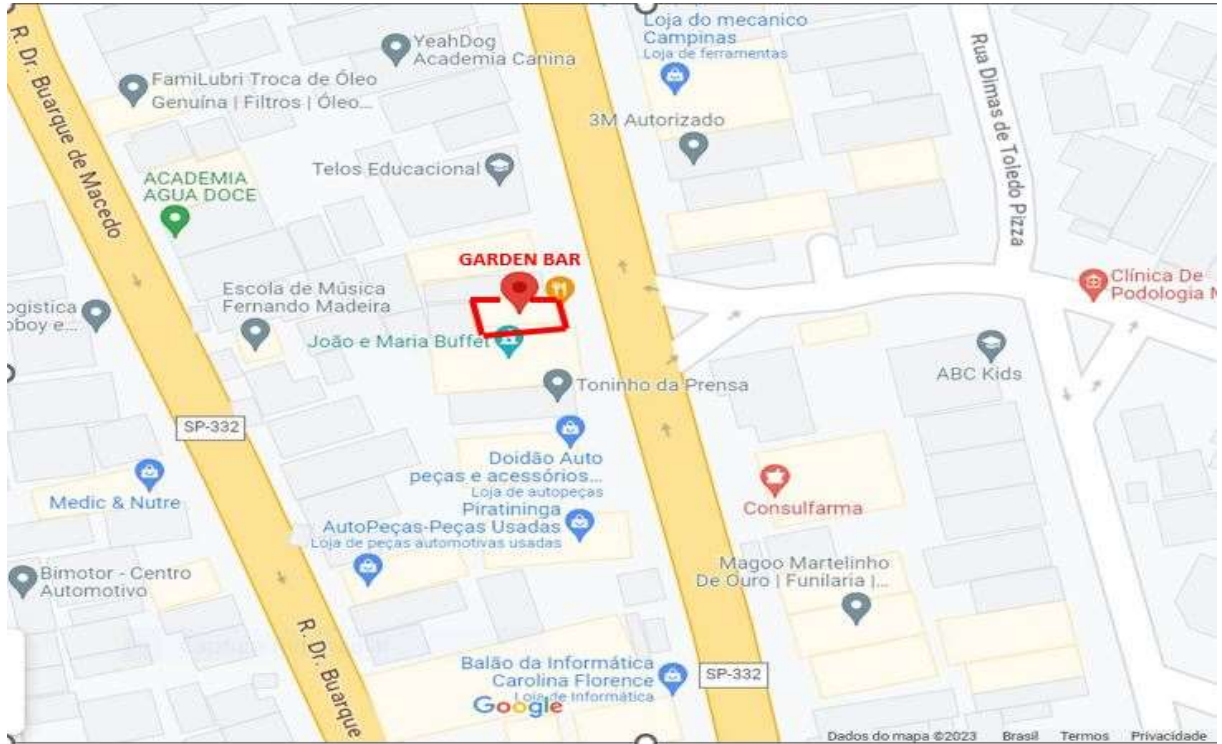 R. Dr. Buarque de Macedo
YeahDog
Academia Canina
Loja do mecanico
Campinas
Loja de ferramentas
FamiLubri Troca de Óleo
Genuína | Filtros | Óleo...
3M Autorizado
Rua Dimas de Toledo Pizza
Telos Educacional
ACADEMIA
AGUA DOCE
GARDEN BAR
Escola de Música
Fernando Madeira
ogistica
oboy e...
João e Maria Buffet
Clínica De
Podologia M
Toninho da Prensa
ABC Kids
SP-332
Doidão Auto
peças e acessórios...
Loja de autopeças
Medic & Nutre
Piratininga
AutoPeças-Peças Usadas
Loja de peças automotivas usadas
Consulfarma
Bimotor - Centro
Automotivo
Magoo Martelinho
De Ouro | Funilaria |...
R. Dr. Buarque
Balão da Informática
Carolina Florence
Loja de Informática
SP-332
Google
Dados do mapa ©2023 Brasil Termos Privacidade